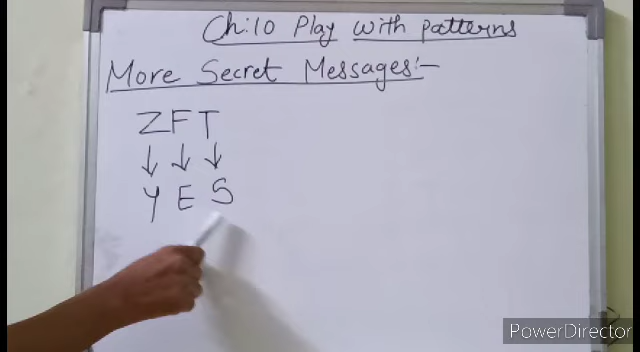 Ch:10 Play with patterns
More Secret Messages:-
Z F T
↓ ↓ ↓
Y E S
PowerDirector